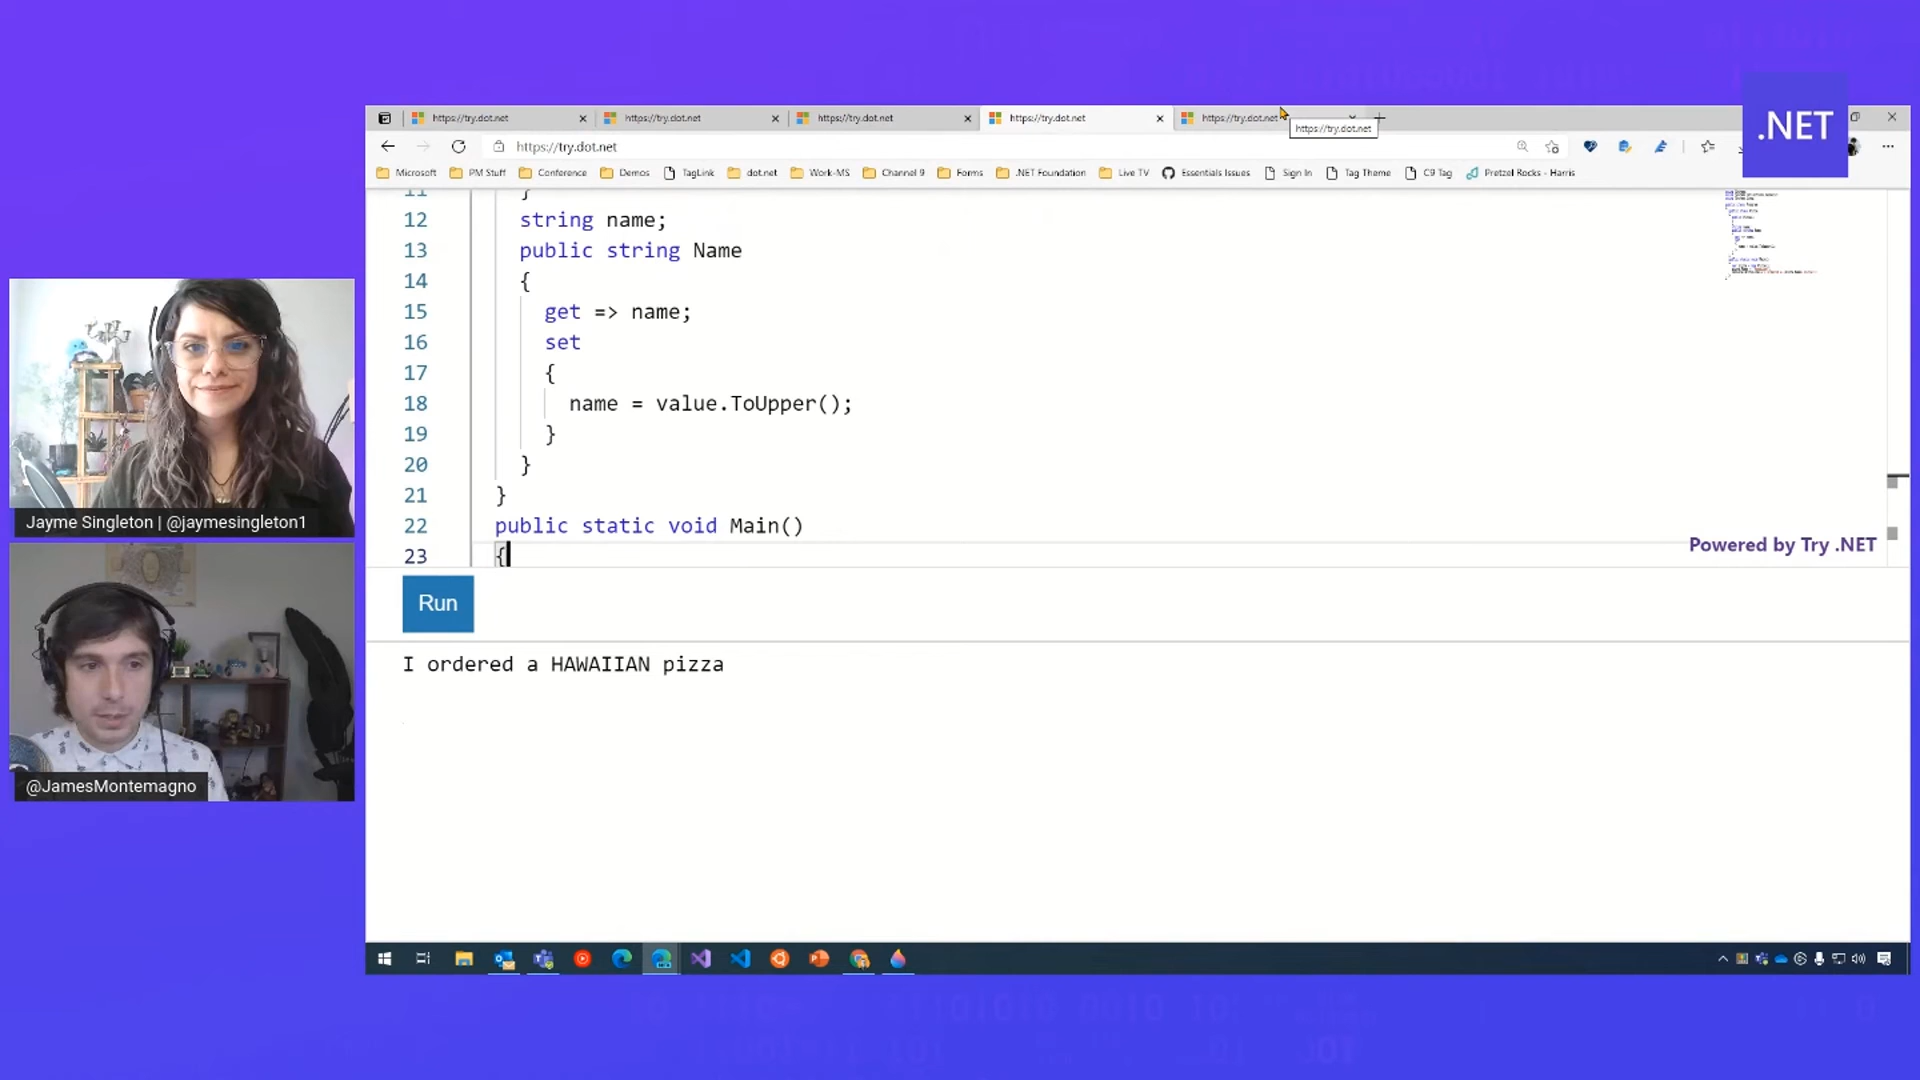 https://try.dot.net
https://try.dot.net
https://try.dot.net
https://try.dot.net
https://try.dot.net
https://try.dot.net
.NET
https://try.dot.net
Microsoft
PM Stuff
Conference
Demos
TagLink
dot.net
Work-MS
Channel 9
Forms
.NET Foundation
Live TV
Essentials Issues
Sign In
Tag Theme
C9 Tag
Pretzel Rocks - Harris
11 }
12 string name;
13 public string Name
14 {
15 get => name;
16 set
17 {
18 name = value.ToUpper();
19 }
20 }
21 }
22 public static void Main()
23 {
Powered by Try .NET
Run
I ordered a HAWAIIAN pizza
Jayme Singleton | @jaymesingleton1
@JamesMontemagno